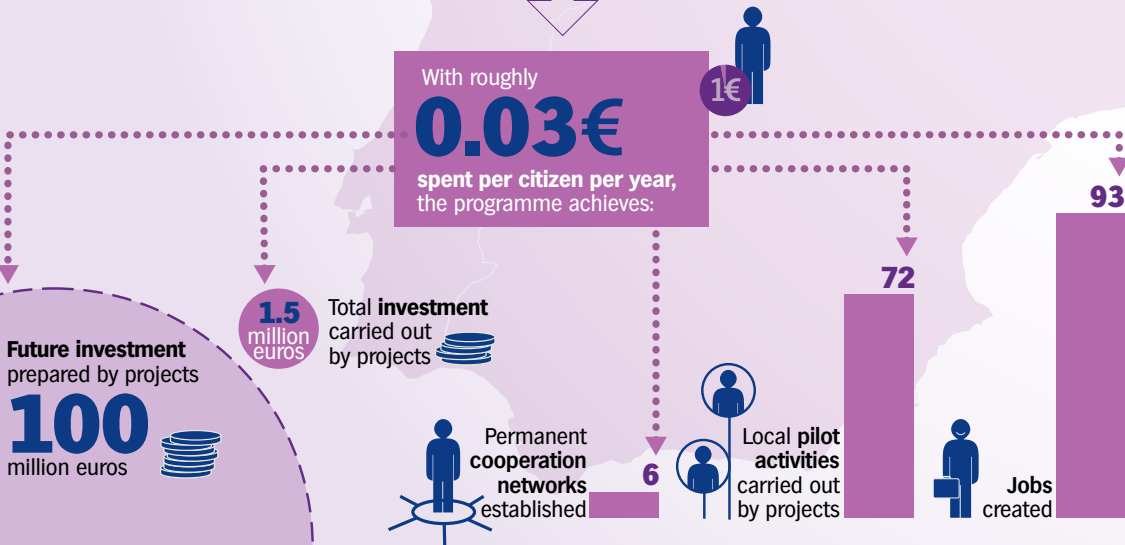 With roughly
0.03€
spent per citizen per year,
the programme achieves:
1€
Future investment
prepared by projects
100
million euros
1.5
million
euros
Total investment
carried out
by projects
Permanent
cooperation
networks
established
6
Local pilot
activities
carried out
by projects
72
Jobs
created
93